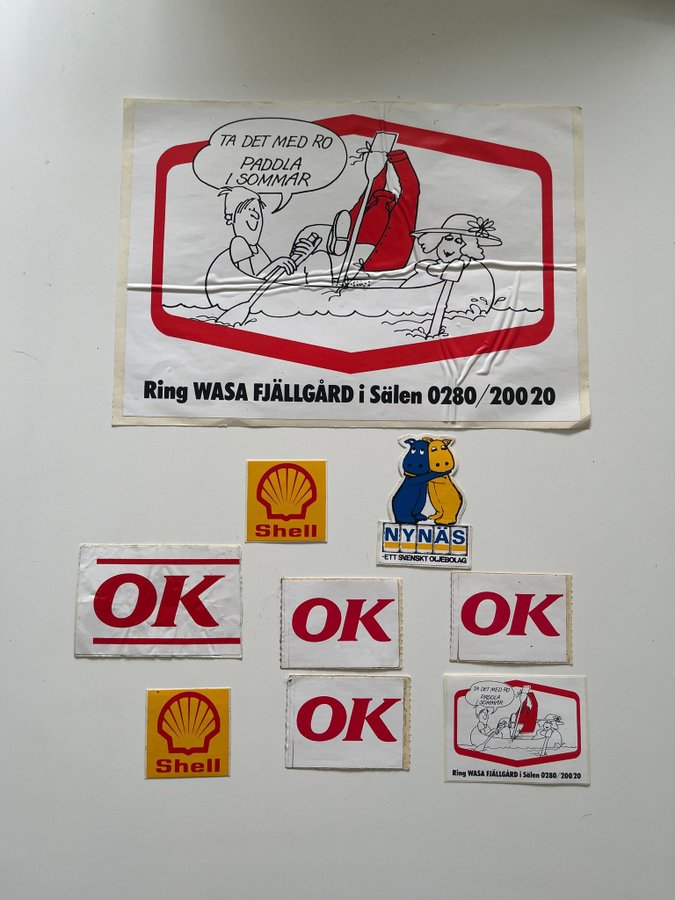 TA DET MED RO
PADDLA
I SOMMAR
Ring WASA FJÄLLGÅRD i Sälen 0280/200 20
Shell
NYNÄS
-ETT SVENSKT OLJEBOLAG
OK
OK
OK
Shell
OK
TA DET MED RO
PADDLA
I SOMMAR
Ring WASA FJÄLLGÅRD i Sälen 0280/200 20